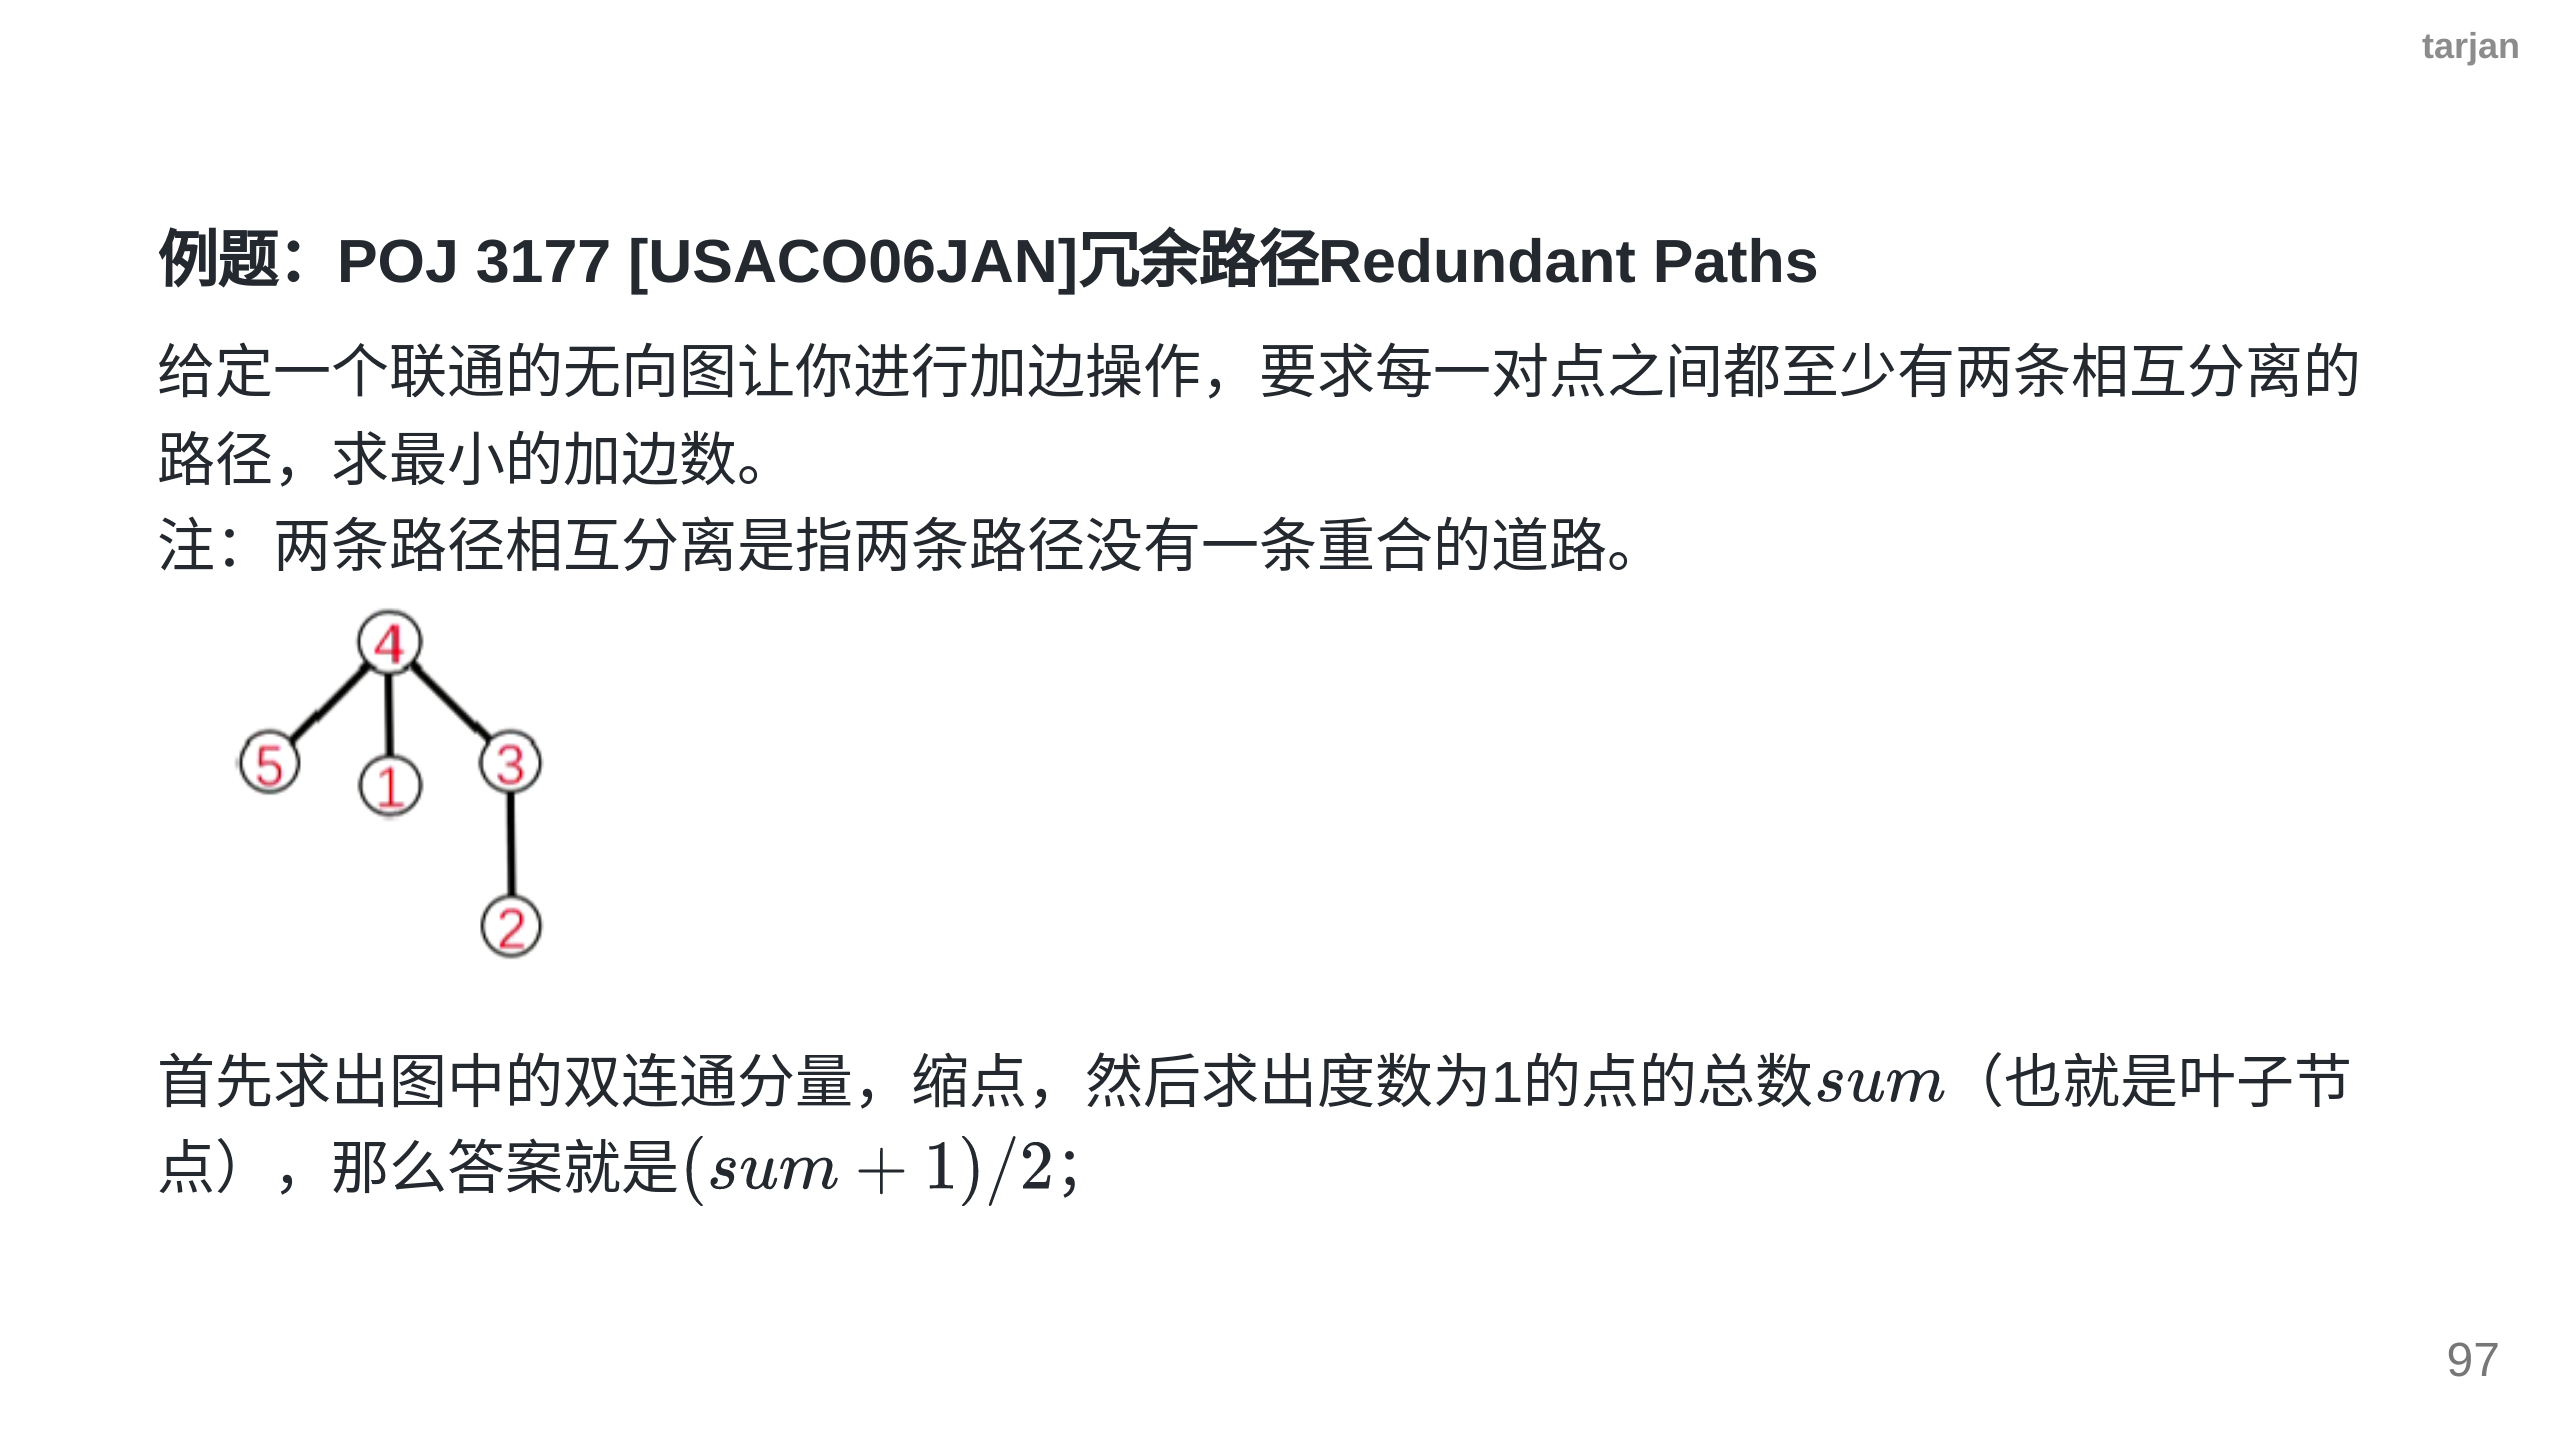 tarjan
例题：POJ 3177 [USACO06JAN]冗余路径Redundant Paths
给定一个联通的无向图让你进行加边操作，要求每一对点之间都至少有两条相互分离的
路径，求最小的加边数。
注：两条路径相互分离是指两条路径没有一条重合的道路。
4
5
1
3
2
首先求出图中的双连通分量，缩点，然后求出度数为1的点的总数sum（也就是叶子节
点），那么答案就是(sum + 1)/2；
97